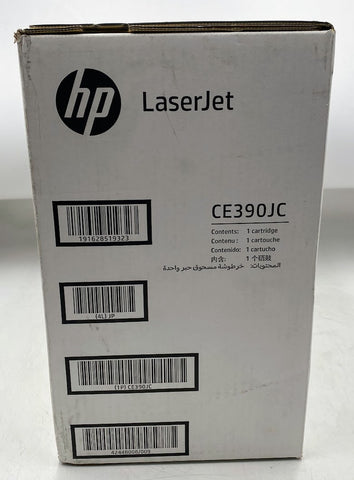 hp
LaserJet
191628519323
CE390JC
Contents: 1 cartridge
Contenu : 1 cartouche
Contenido: 1 cartucho
内含: 1 个硒鼓
المحتويات: خرطوشة مسحوق حبر واحدة
(4L) JP
(1P) CE390JC